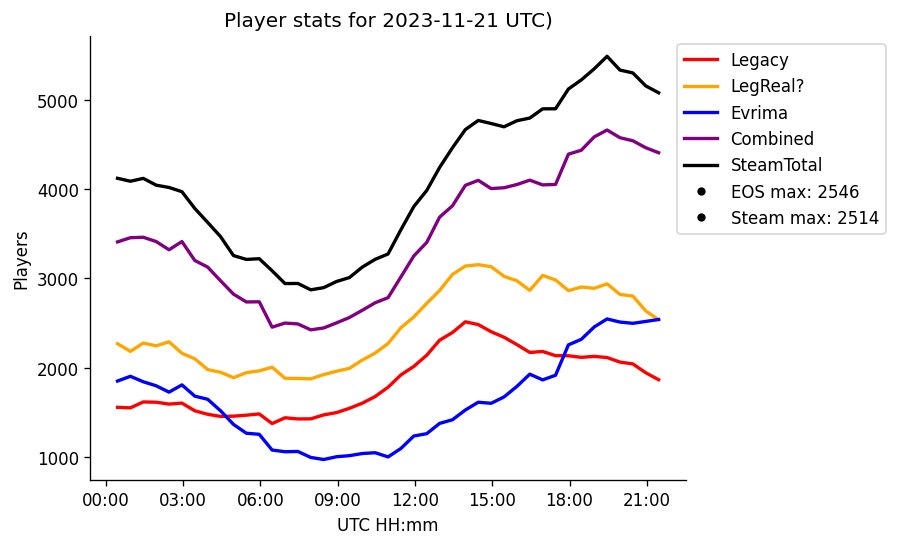 Player stats for 2023-11-21 UTC)
Legacy
LegReal?
Evrima
Combined
SteamTotal
EOS max: 2546
Steam max: 2514
Players
5000
4000
3000
2000
1000
00:00 03:00 06:00 09:00 12:00 15:00 18:00 21:00
UTC HH:mm